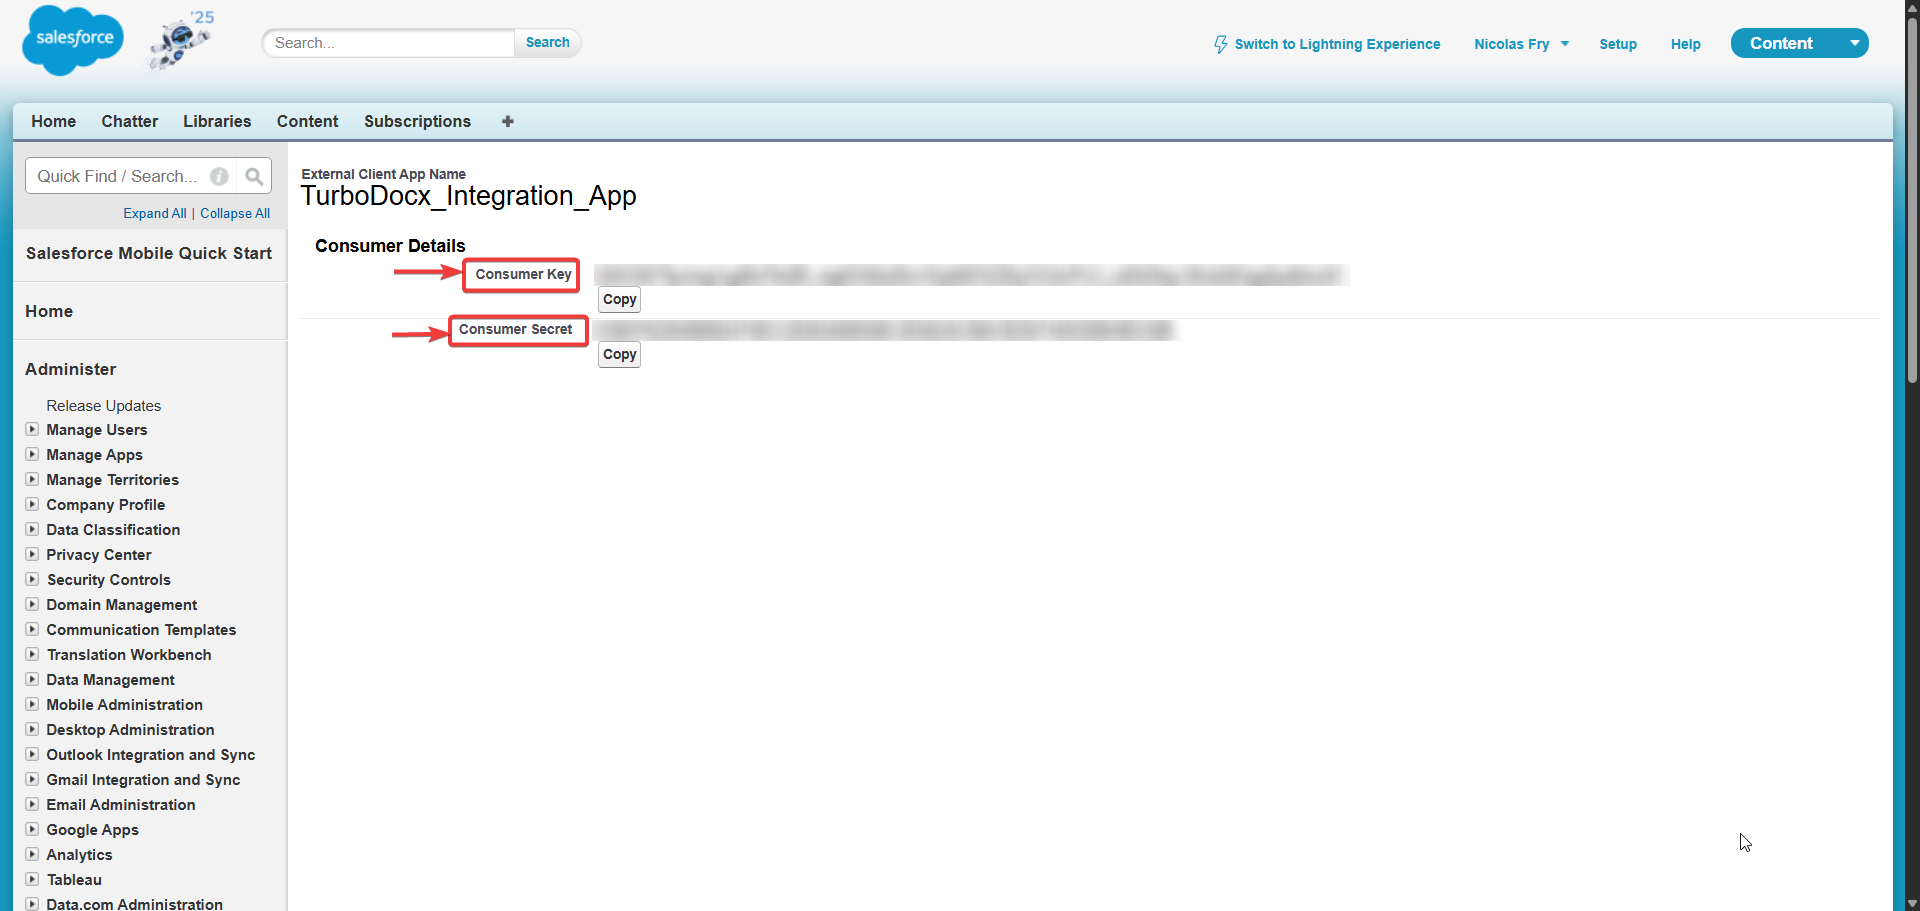 salesforce
'25
Search...
Search
Switch to Lightning Experience
Nicolas Fry
Setup
Help
Content
Home
Chatter
Libraries
Content
Subscriptions
+
Quick Find / Search...
i
Expand All | Collapse All
Salesforce Mobile Quick Start
Home
Administer
Release Updates
Manage Users
Manage Apps
Manage Territories
Company Profile
Data Classification
Privacy Center
Security Controls
Domain Management
Communication Templates
Translation Workbench
Data Management
Mobile Administration
Desktop Administration
Outlook Integration and Sync
Gmail Integration and Sync
Email Administration
Google Apps
Analytics
Tableau
Data.com Administration
External Client App Name
TurboDocx_Integration_App
Consumer Details
Consumer Key
Copy
Consumer Secret
Copy